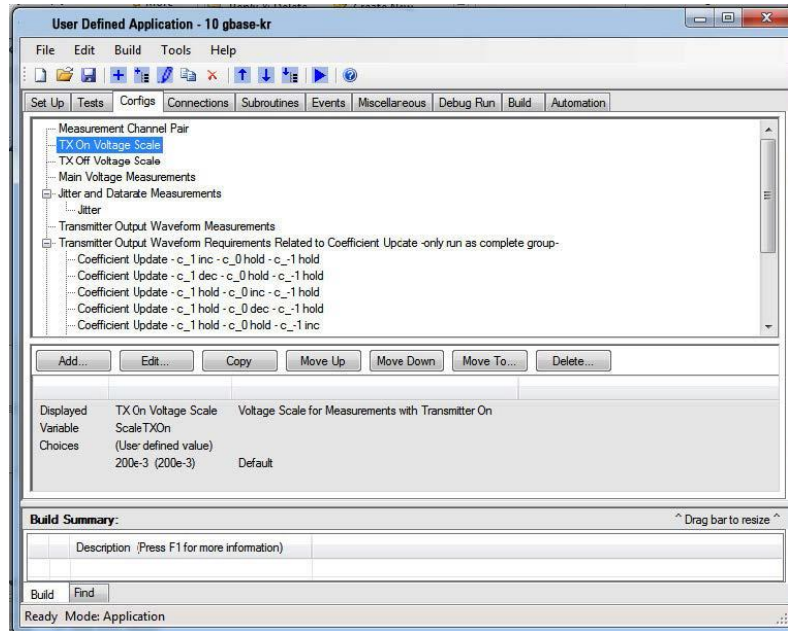 User Defined Application - 10 gbase-kr
File Edit Build Tools Help
Set Up Tests Configs Connections Subroutines Events Miscellaneous Debug Run Build Automation
Measurement Channel Pair
TX On Voltage Scale
TX Off Voltage Scale
Main Voltage Measurements
Jitter and Datarate Measurements
Jitter
Transmitter Output Waveform Measurements
Transmitter Output Waveform Requirements Related to Coefficient Upcate -only run as complete group-
Coefficient Update - c_1 inc - c_0 hold - c_-1 hold
Coefficient Update - c_1 dec - c_0 hold - c_-1 hold
Coefficient Update - c_1 hold - c_0 inc - c_-1 hold
Coefficient Update - c_1 hold - c_0 dec - c_-1 hold
Coefficient Update - c_1 hold - c_0 hold - c_-1 inc
Add... Edit... Copy Move Up Move Down Move To... Delete...
Displayed TX On Voltage Scale Voltage Scale for Measurements with Transmitter On
Variable ScaleTXOn
Choices (User defined value)
200e-3 (200e-3) Default
Build Summary: ^ Drag bar to resize ^
Description (Press F1 for more information)
Build Find
Ready Mode: Application